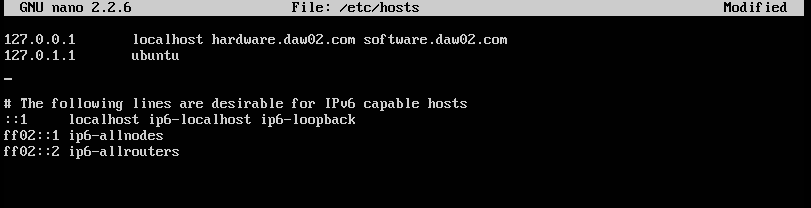 GNU nano 2.2.6 File: /etc/hosts Modified
127.0.0.1 localhost hardware.daw02.com software.daw02.com
127.0.1.1 ubuntu
# The following lines are desirable for IPv6 capable hosts
::1 localhost ip6-localhost ip6-loopback
ff02::1 ip6-allnodes
ff02::2 ip6-allrouters